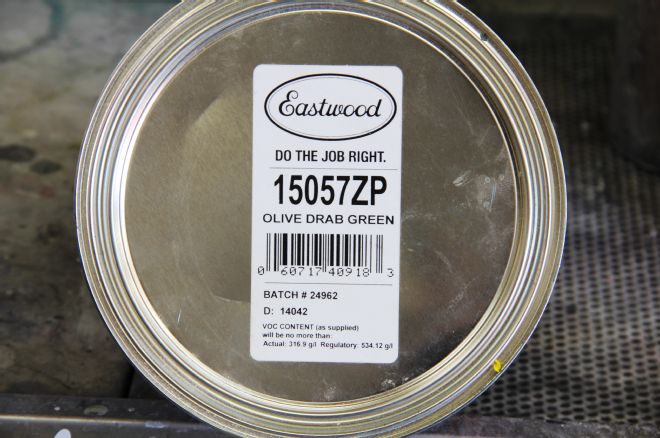 Eastwood
DO THE JOB RIGHT.
15057ZP
OLIVE DRAB GREEN
0 60717 40918 3
BATCH # 24962
D: 14042
VOC CONTENT (as supplied)
will be no more than:
Actual: 316.9 g/l Regulatory: 534.12 g/l